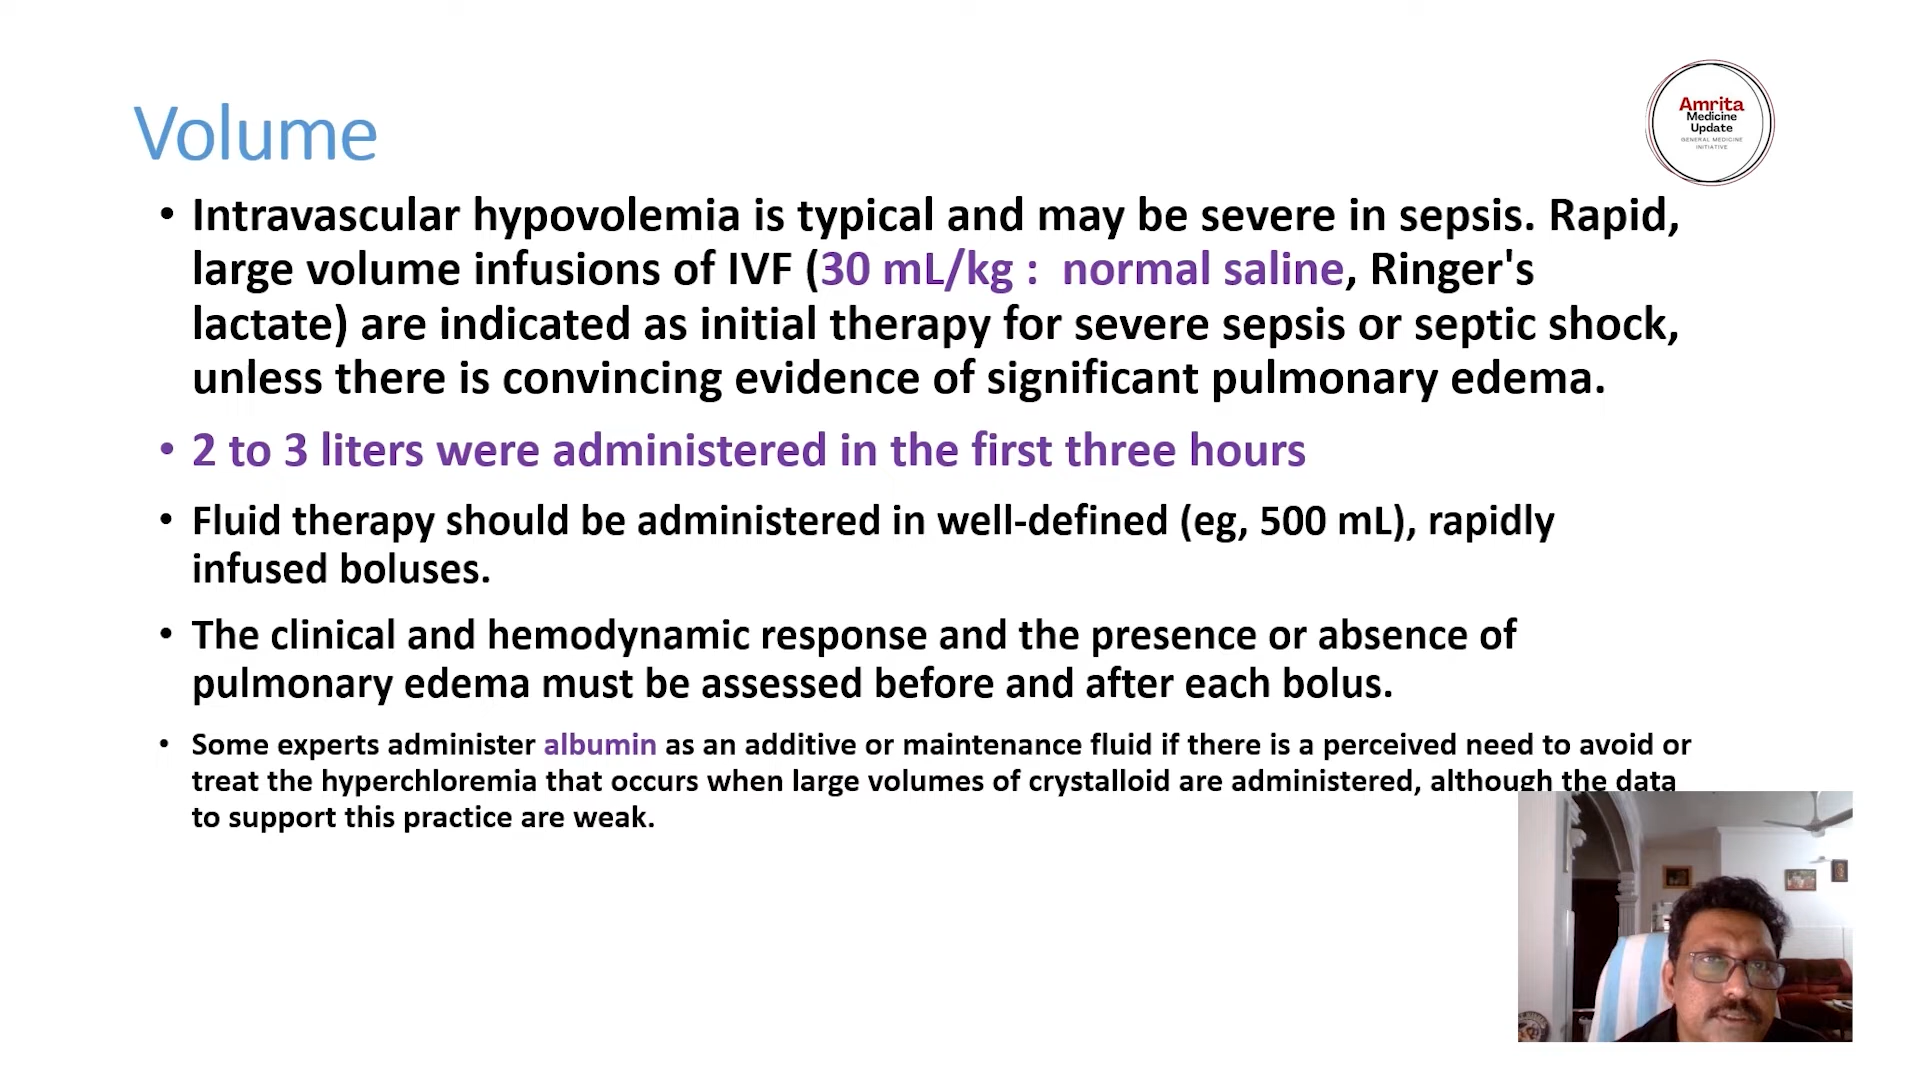 Volume
Amrita
Medicine
Update
GENERAL MEDICINE
INITIATIVE
• Intravascular hypovolemia is typical and may be severe in sepsis. Rapid,
large volume infusions of IVF (30 mL/kg :  normal saline, Ringer's
lactate) are indicated as initial therapy for severe sepsis or septic shock,
unless there is convincing evidence of significant pulmonary edema.
• 2 to 3 liters were administered in the first three hours
• Fluid therapy should be administered in well-defined (eg, 500 mL), rapidly
infused boluses.
• The clinical and hemodynamic response and the presence or absence of
pulmonary edema must be assessed before and after each bolus.
• Some experts administer albumin as an additive or maintenance fluid if there is a perceived need to avoid or
treat the hyperchloremia that occurs when large volumes of crystalloid are administered, although the data
to support this practice are weak.